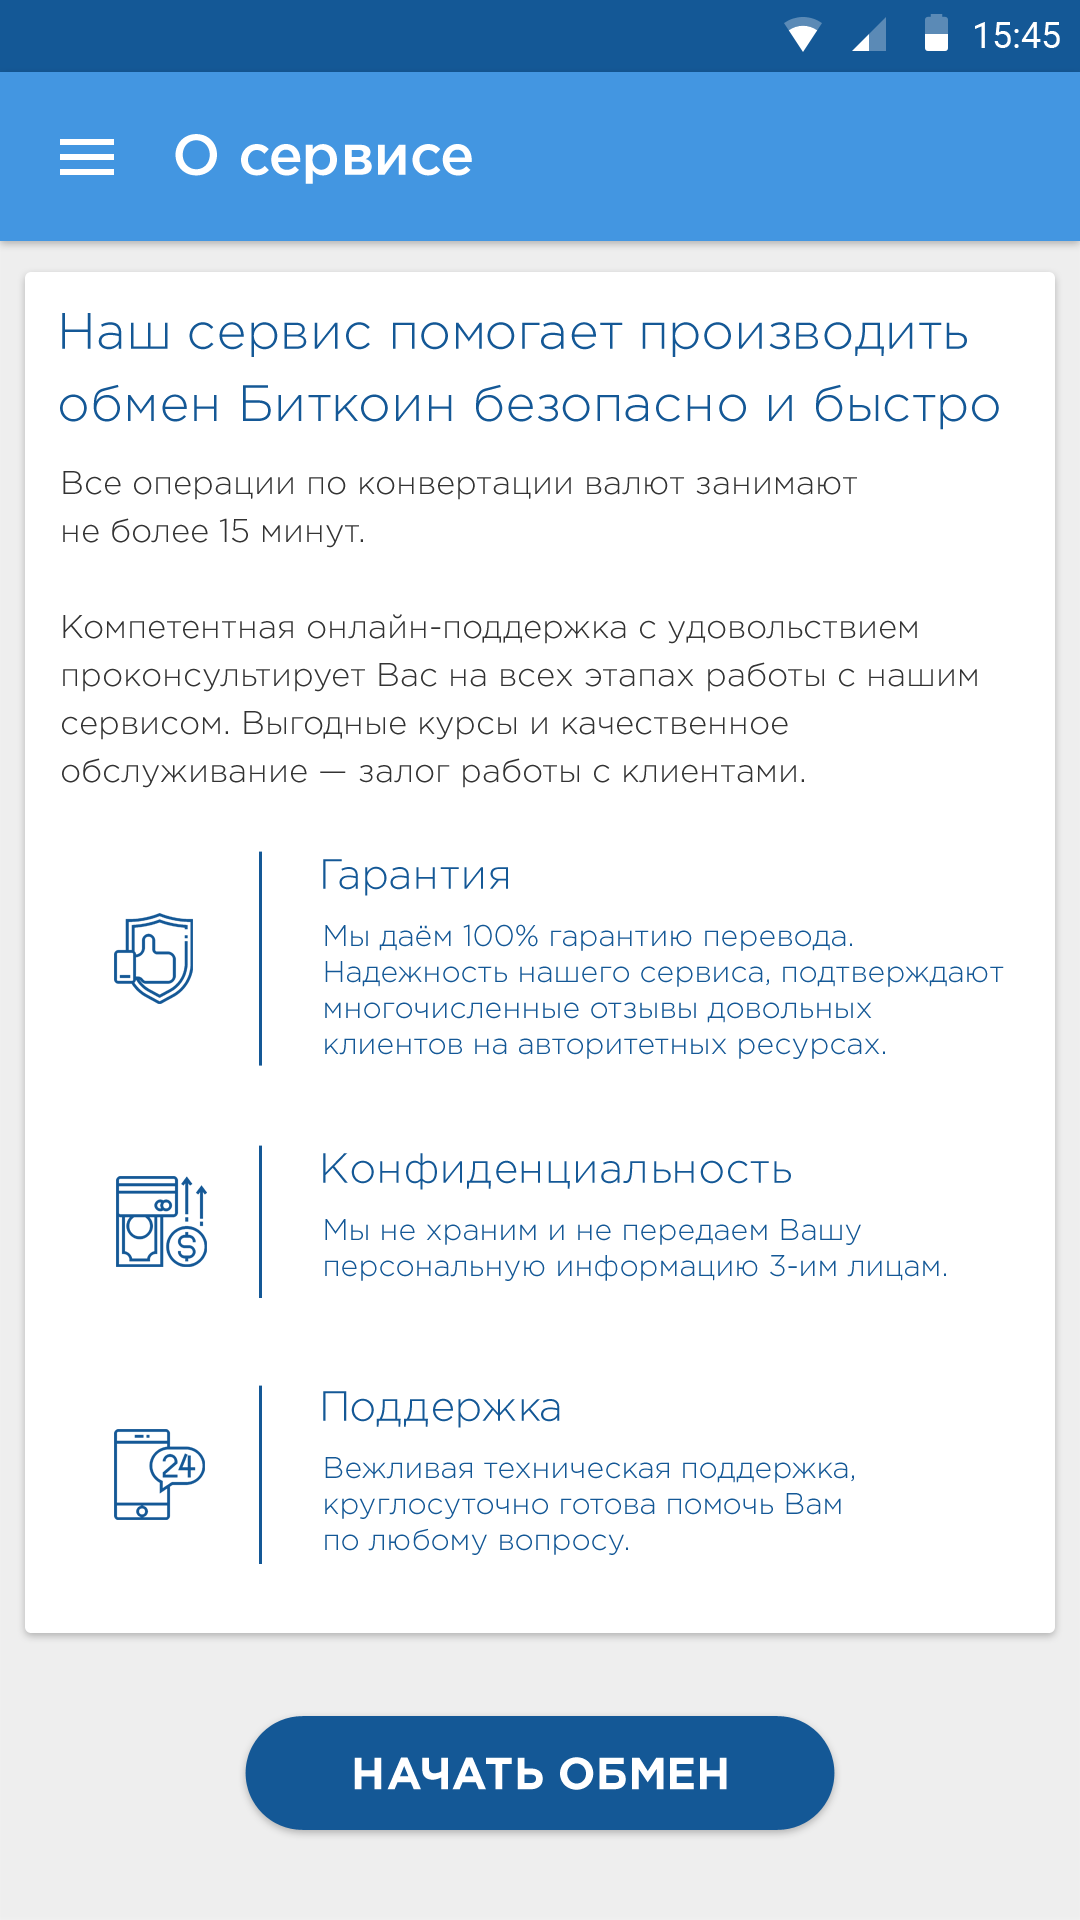 15:45
О сервисе
Наш сервис помогает производить
обмен Биткоин безопасно и быстро
Все операции по конвертации валют занимают
не более 15 минут.
Компетентная онлайн-поддержка с удовольствием
проконсультирует Вас на всех этапах работы с нашим
сервисом. Выгодные курсы и качественное
обслуживание — залог работы с клиентами.
Гарантия
Мы даём 100% гарантию перевода.
Надежность нашего сервиса, подтверждают
многочисленные отзывы довольных
клиентов на авторитетных ресурсах.
$
Конфиденциальность
Мы не храним и не передаем Вашу
персональную информацию 3-им лицам.
24
Поддержка
Вежливая техническая поддержка,
круглосуточно готова помочь Вам
по любому вопросу.
НАЧАТЬ ОБМЕН